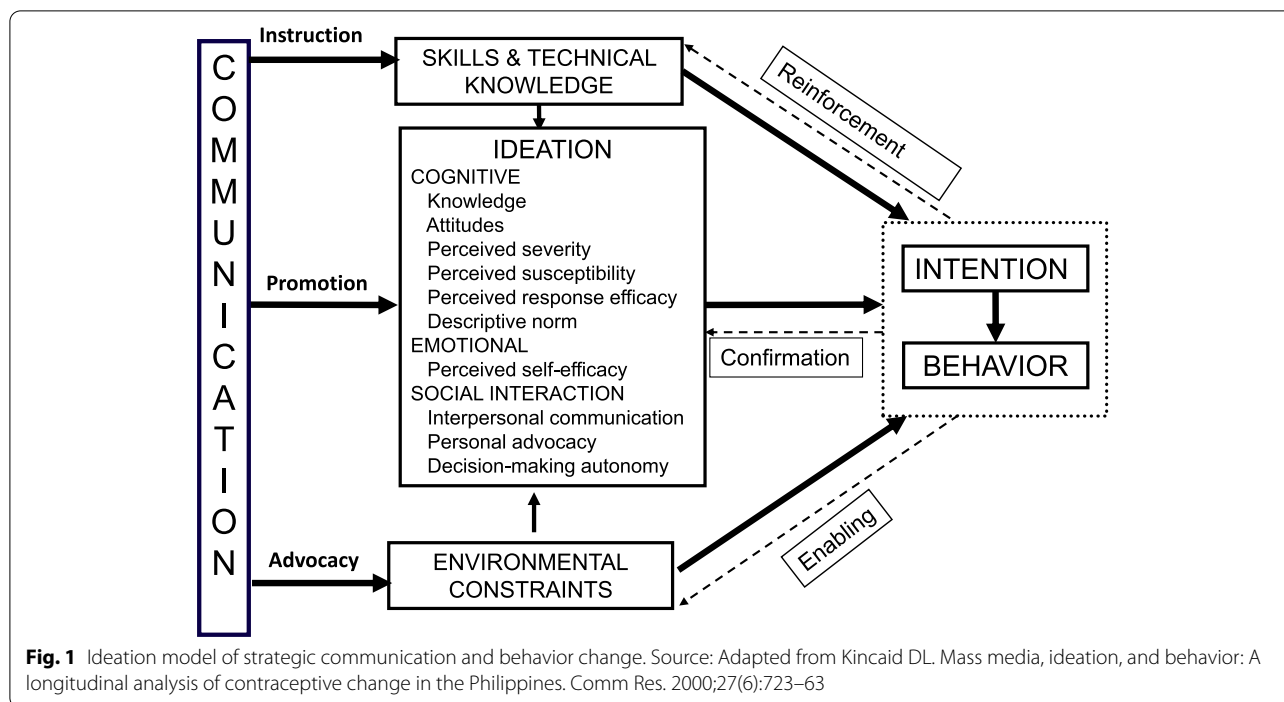 COMMUNICATION
Instruction
SKILLS & TECHNICAL
KNOWLEDGE
Reinforcement
IDEATION
COGNITIVE
Knowledge
Attitudes
Perceived severity
Perceived susceptibility
Perceived response efficacy
Descriptive norm
EMOTIONAL
Perceived self-efficacy
SOCIAL INTERACTION
Interpersonal communication
Personal advocacy
Decision-making autonomy
Promotion
INTENTION
Confirmation
BEHAVIOR
Advocacy
ENVIRONMENTAL
CONSTRAINTS
Enabling
Fig. 1 Ideation model of strategic communication and behavior change. Source: Adapted from Kincaid DL. Mass media, ideation, and behavior: A
longitudinal analysis of contraceptive change in the Philippines. Comm Res. 2000;27(6):723–63